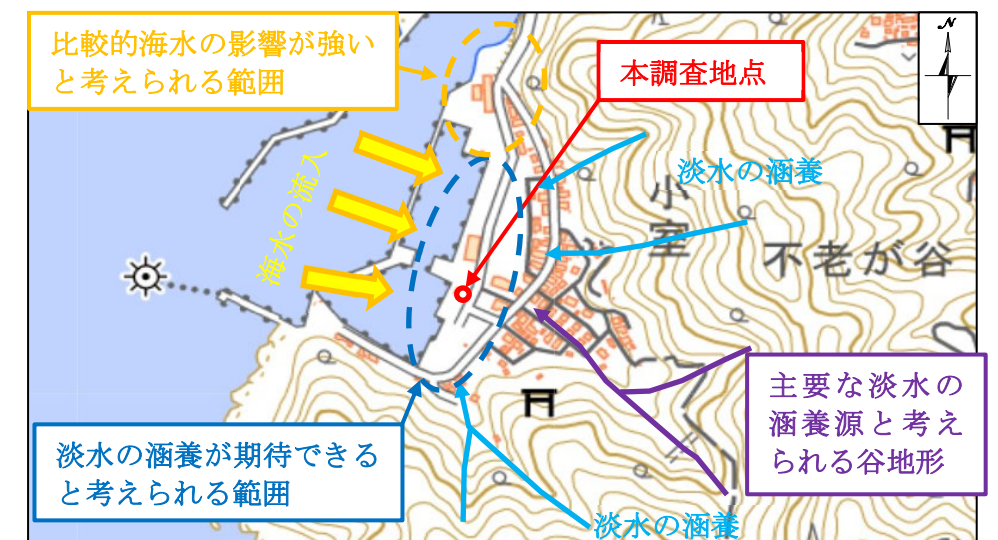 比較的海水の影響が強い
と考えられる範囲
本調査地点
N
淡水の涵養
海水の流入
小室
不老が谷
主要な淡水の
涵養源と考え
られる谷地形
淡水の涵養が期待できる
と考えられる範囲
淡水の涵養